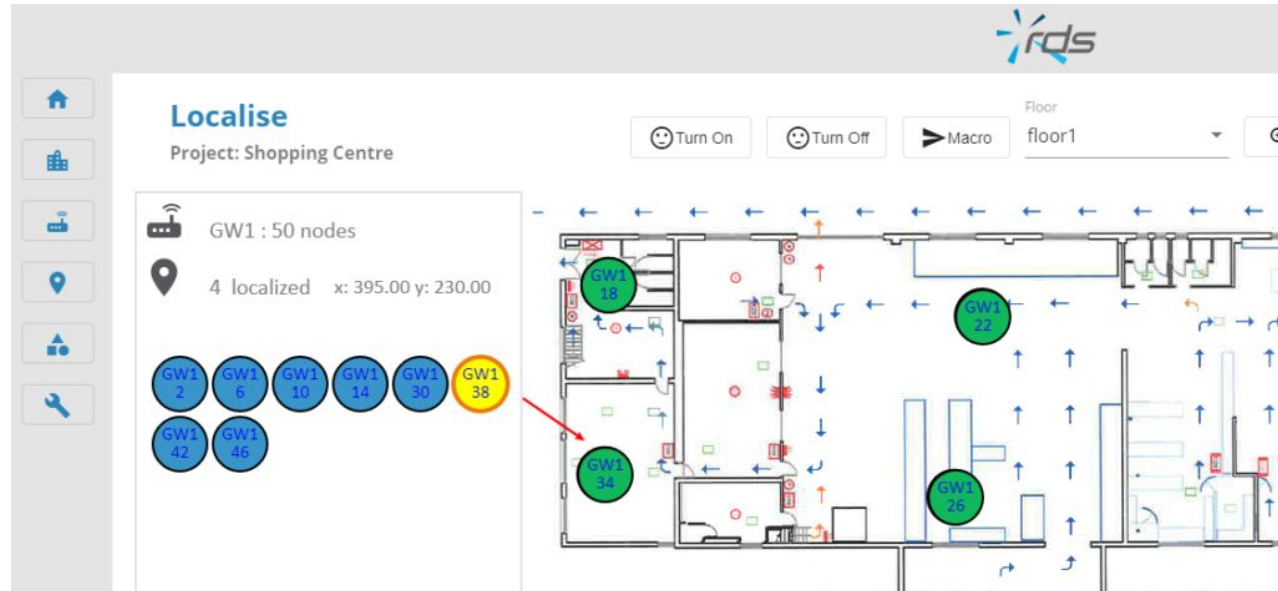 rds
Localise
Project: Shopping Centre
Turn On
Turn Off
Macro
Floor
floor1
GW1 : 50 nodes
4 localized x: 395.00 y: 230.00
GW1
2
GW1
6
GW1
10
GW1
14
GW1
30
GW1
38
GW1
42
GW1
46
GW1
18
GW1
22
GW1
34
GW1
26